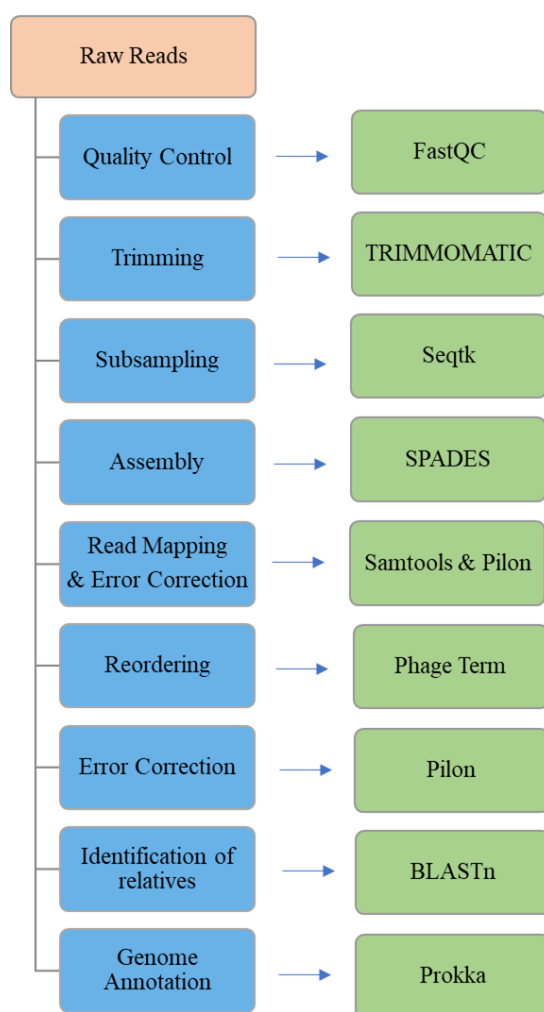 Raw Reads
Quality Control
FastQC
Trimming
TRIMMOMATIC
Subsampling
Seqtk
Assembly
SPADES
Read Mapping
& Error Correction
Samtools & Pilon
Reordering
Phage Term
Error Correction
Pilon
Identification of
relatives
BLASTn
Genome
Annotation
Prokka